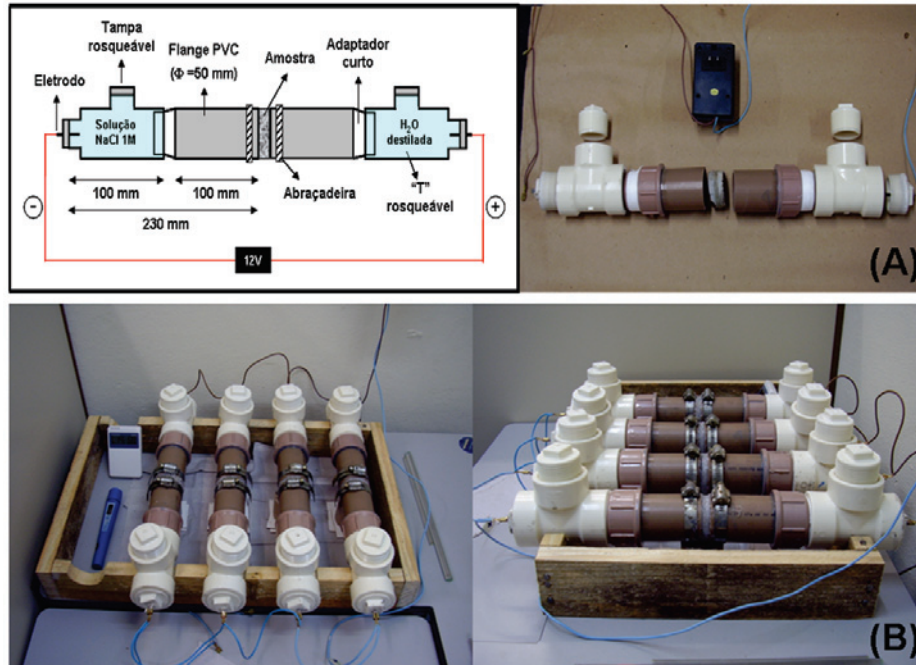 Tampa
rosqueável
Eletrodo
Flange PVC
(Φ =50 mm)
Amostra
Adaptador
curto
Solução
NaCl 1M
H₂O
destilada
100 mm
100 mm
Abraçadeira
"T"
rosqueável
230 mm
-
+
12V
(A)
(B)